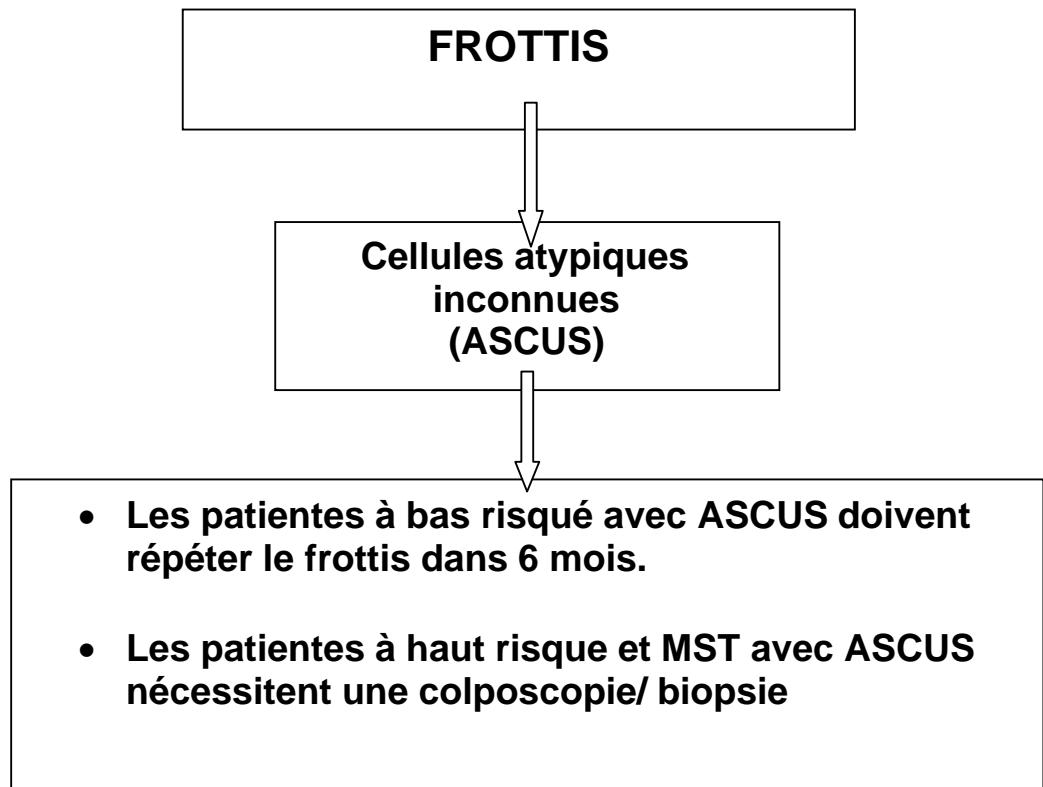 FROTTIS
Cellules atypiques
inconnues
(ASCUS)
• Les patientes à bas risqué avec ASCUS doivent
répéter le frottis dans 6 mois.
• Les patientes à haut risque et MST avec ASCUS
nécessitent une colposcopie/ biopsie